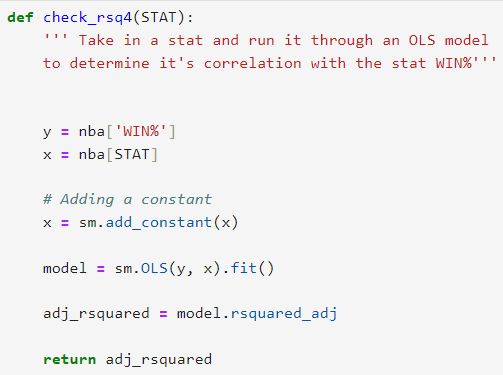 def check_rsq4(STAT):
    ''' Take in a stat and run it through an OLS model
    to determine it's correlation with the stat WIN%'''
    y = nba['WIN%']
    x = nba[STAT]
    # Adding a constant
    x = sm.add_constant(x)
    model = sm.OLS(y, x).fit()
    adj_rsquared = model.rsquared_adj
    return adj_rsquared